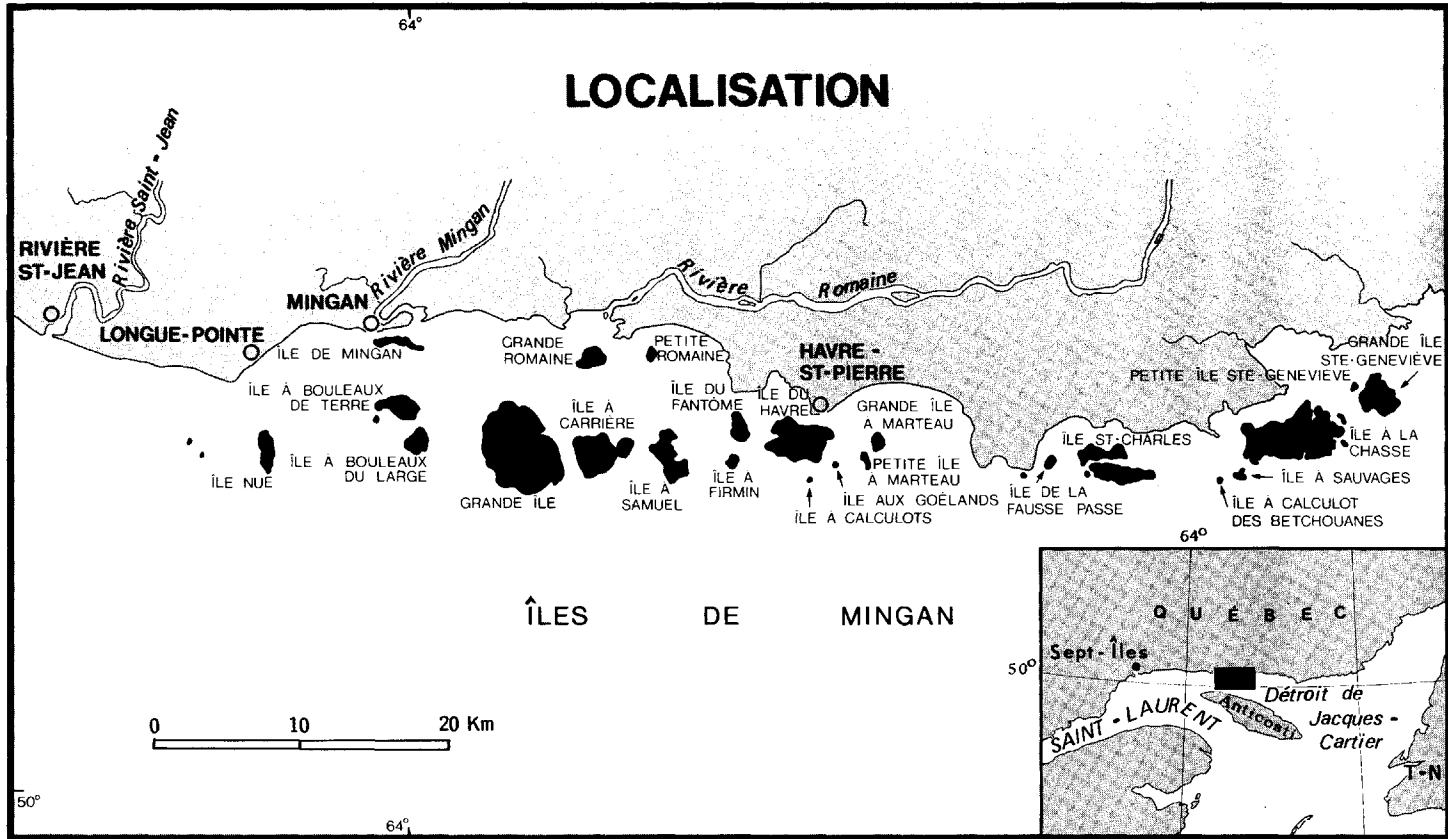 64°
LOCALISATION
Rivière Saint-Jean
Rivière Mingan
RIVIÈRE
ST-JEAN
MINGAN
LONGUE-POINTE
Rivière Romaine
ÎLE DE MINGAN
GRANDE
ROMAINE
PETITE
ROMAINE
HAVRE-
ST-PIERRE
GRANDE ÎLE
STE-GENEVIÈVE
PETITE ÎLE STE-GENEVIÈVE
ÎLE À BOULEAUX
DE TERRE
ÎLE À
CARRIÈRE
ÎLE DU
FANTÔME
ÎLE DU
HAVRE
GRANDE ÎLE
À MARTEAU
ÎLE ST-CHARLES
ÎLE À LA
CHASSE
ÎLE NUE
ÎLE À BOULEAUX
DU LARGE
GRANDE ÎLE
ÎLE À
SAMUEL
ÎLE À
FIRMIN
PETITE ÎLE
À MARTEAU
ÎLE AUX GOÉLANDS
ÎLE À CALCULOTS
ÎLE DE LA
FAUSSE PASSE
ÎLE À SAUVAGES
ÎLE À CALCULOT
DES BETCHOUANES
ÎLES DE MINGAN
0 10 20 Km
50°
64°
64°
QUÉBEC
Sept-Îles
50°
Détroit de
Jacques-
Cartier
Anticosti
SAINT-LAURENT
T-N